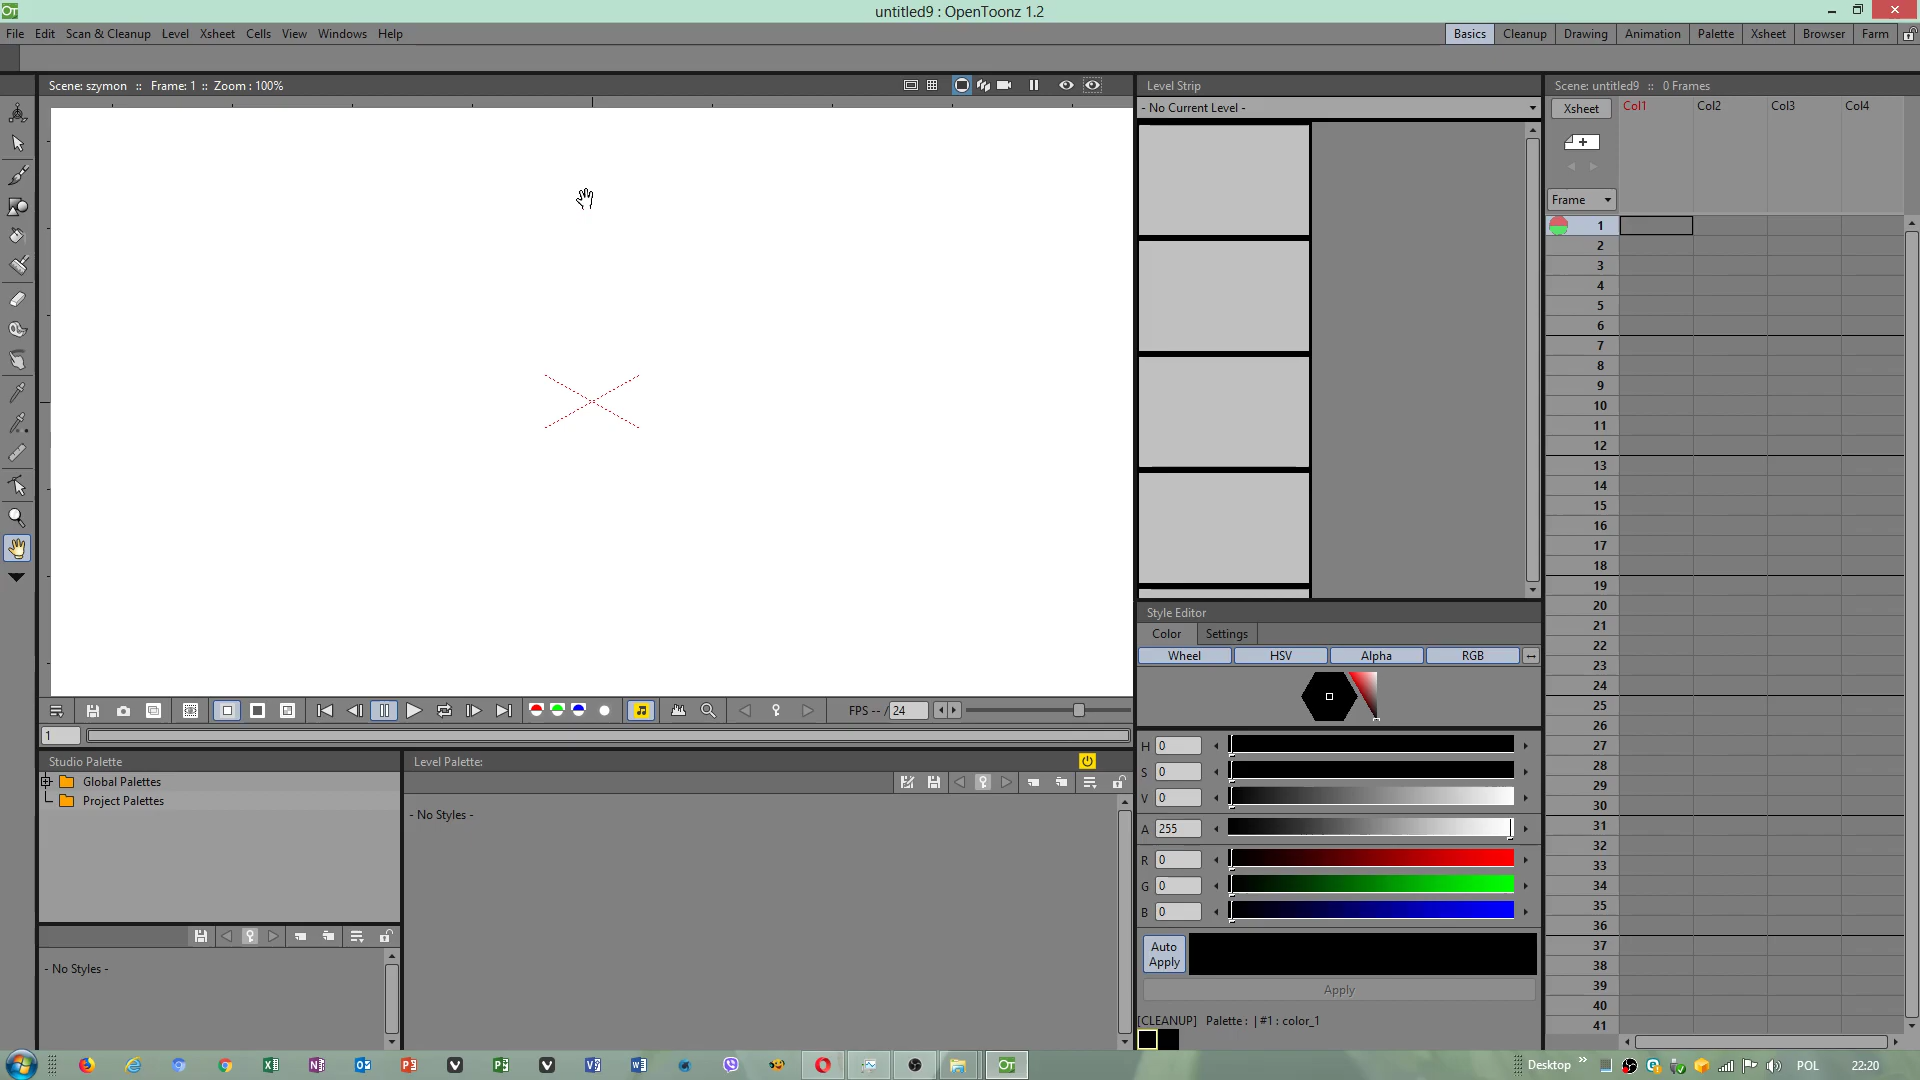 untitled9 : OpenToonz 1.2
File Edit Scan & Cleanup Level Xsheet Cells View Windows Help
Basics Cleanup Drawing Animation Palette Xsheet Browser Farm
Scene: szymon :: Frame: 1 :: Zoom : 100%
Level Strip
- No Current Level -
Scene: untitled9 :: 0 Frames
Xsheet Col1 Col2 Col3 Col4
Frame
1
2
3
4
5
6
7
8
9
10
11
12
13
14
15
16
17
18
19
20
21
22
23
24
25
26
27
28
29
30
31
32
33
34
35
36
37
38
39
40
41
Style Editor
Color Settings
Wheel HSV Alpha RGB
H 0
S 0
V 0
A 255
R 0
G 0
B 0
Auto
Apply
Apply
[CLEANUP] Palette : | #1 : color_1
FPS -- / 24
1
Studio Palette
Global Palettes
Project Palettes
- No Styles -
Level Palette:
- No Styles -
Desktop POL 22:20